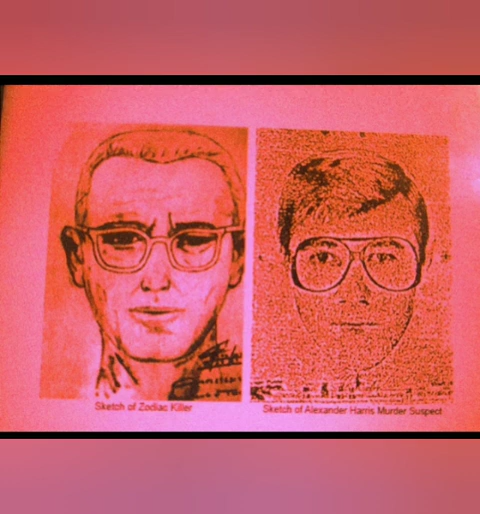 Sketch of Zodiac Killer
Sketch of Alexander Harris Murder Suspect